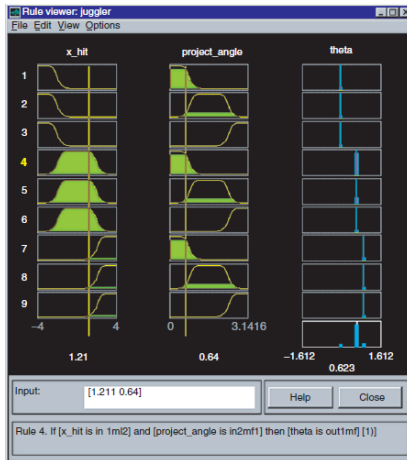 Rule viewer: juggler
File Edit View Options
x_hit project_angle theta
1
2
3
4
5
6
7
8
9
-4 4 0 3.1416
-1.612 1.612
1.21 0.64 0.623
Input: [1.211 0.64] Help Close
Rule 4. If [x_hit is in 1ml2] and [project_angle is in2mf1] then [theta is out1mf] [1)]